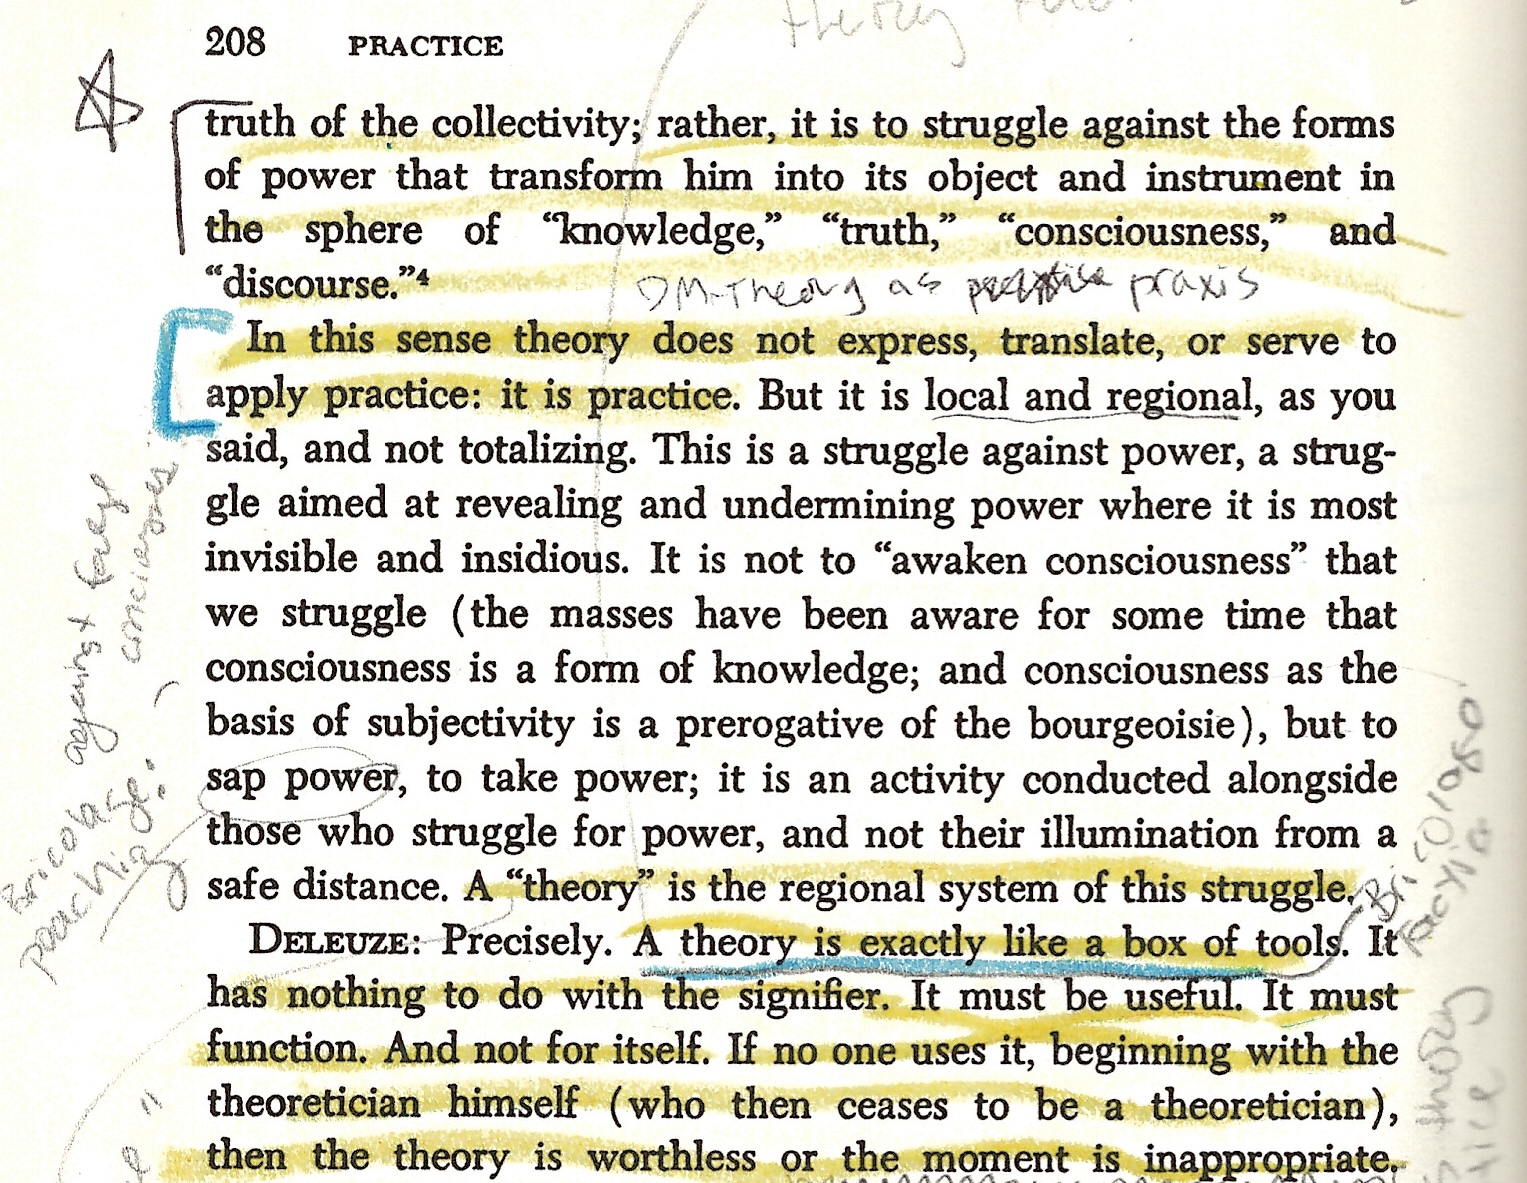 theory
208 PRACTICE
truth of the collectivity; rather, it is to struggle against the forms
of power that transform him into its object and instrument in
the sphere of “knowledge,” “truth,” “consciousness,” and
“discourse.”4
DM-Theory as practice praxis
In this sense theory does not express, translate, or serve to
apply practice: it is practice. But it is local and regional, as you
said, and not totalizing. This is a struggle against power, a strug-
gle aimed at revealing and undermining power where it is most
invisible and insidious. It is not to “awaken consciousness” that
we struggle (the masses have been aware for some time that
consciousness is a form of knowledge; and consciousness as the
basis of subjectivity is a prerogative of the bourgeoisie), but to
sap power, to take power; it is an activity conducted alongside
those who struggle for power, and not their illumination from a
safe distance. A “theory” is the regional system of this struggle.
DELEUZE: Precisely. A theory is exactly like a box of tools. It
has nothing to do with the signifier. It must be useful. It must
function. And not for itself. If no one uses it, beginning with the
theoretician himself (who then ceases to be a theoretician),
then the theory is worthless or the moment is inappropriate.
against false
Bricolage
poaching
theory